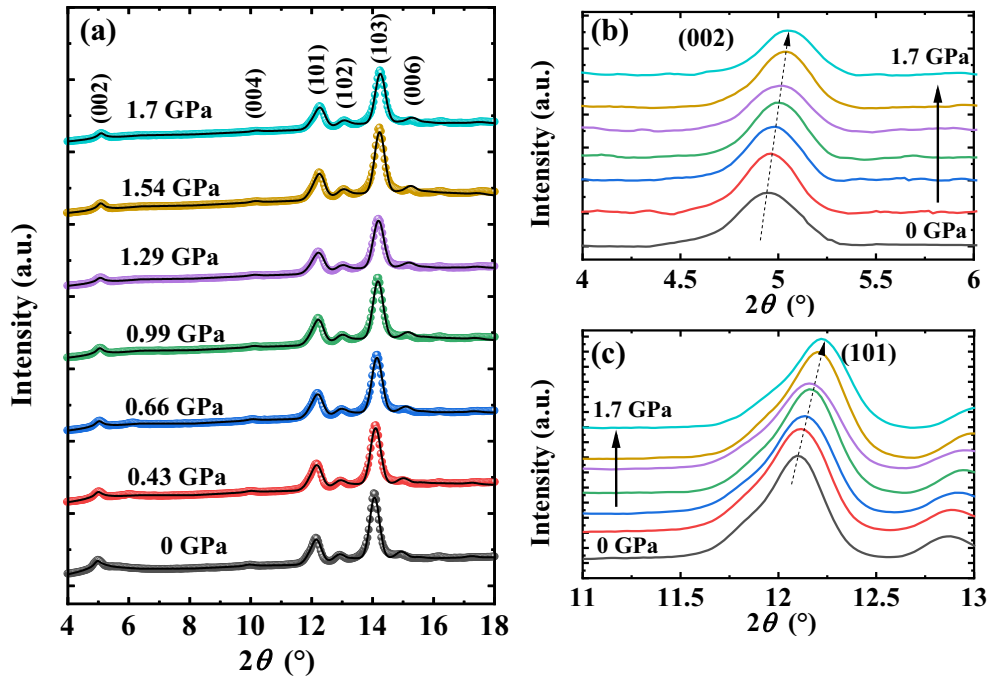 (a)
(002)
(004)
(101)
(102)
(103)
(006)
1.7 GPa
1.54 GPa
1.29 GPa
0.99 GPa
0.66 GPa
0.43 GPa
0 GPa
Intensity (a.u.)
4 6 8 10 12 14 16 18
2θ (°)
(b)
(002)
1.7 GPa
0 GPa
Intensity (a.u.)
4 4.5 5 5.5 6
2θ (°)
(c)
(101)
1.7 GPa
0 GPa
Intensity (a.u.)
11 11.5 12 12.5 13
2θ (°)